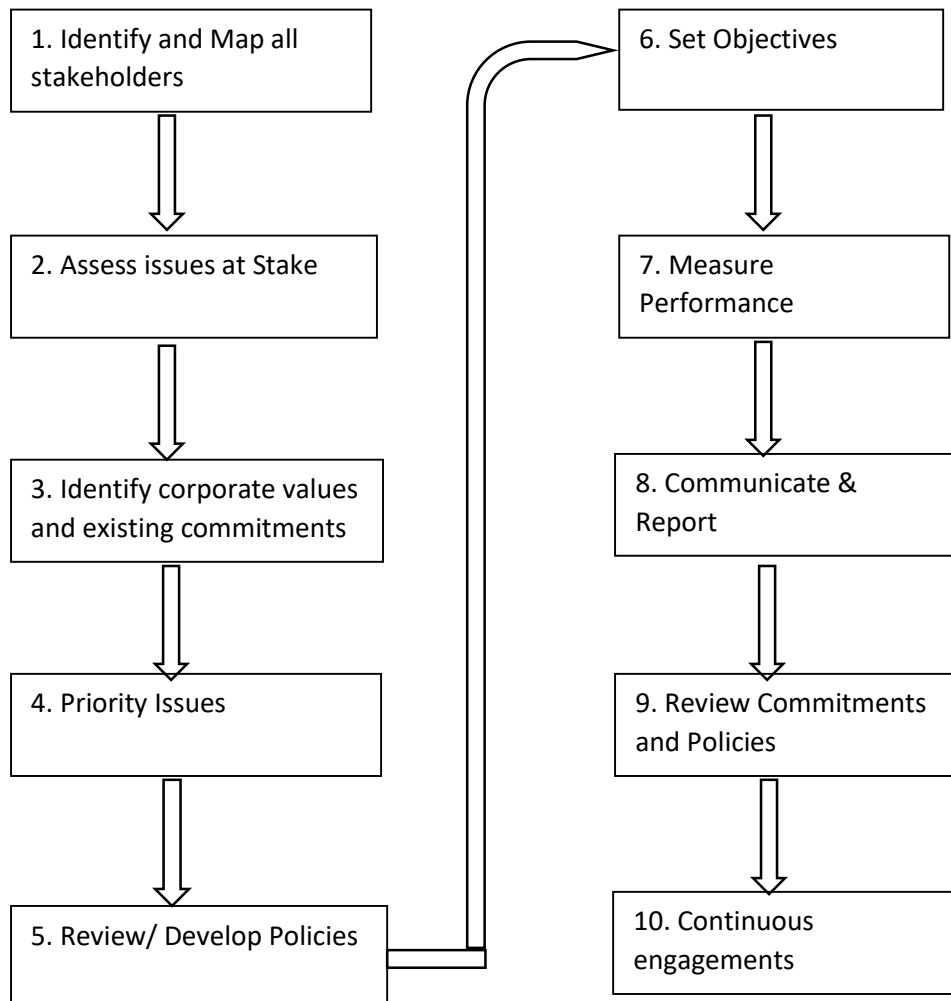 1. Identify and Map all
stakeholders
2. Assess issues at Stake
3. Identify corporate values
and existing commitments
4. Priority Issues
5. Review/ Develop Policies
6. Set Objectives
7. Measure
Performance
8. Communicate &
Report
9. Review Commitments
and Policies
10. Continuous
engagements